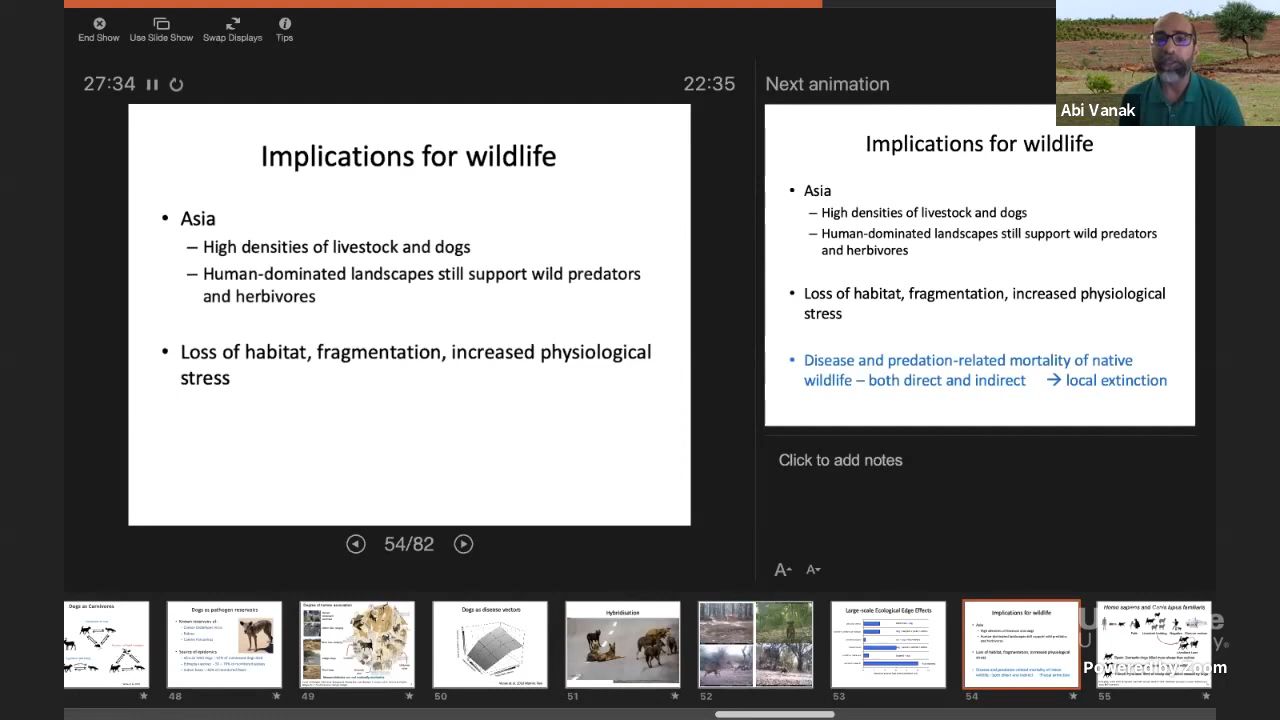 End Show
Use Slide Show
Swap Displays
Tips
27:34
22:35
Next animation
Abi Vanak
Implications for wildlife
• Asia
– High densities of livestock and dogs
– Human-dominated landscapes still support wild predators
and herbivores
• Loss of habitat, fragmentation, increased physiological
stress
Implications for wildlife
• Asia
– High densities of livestock and dogs
– Human-dominated landscapes still support wild predators
and herbivores
• Loss of habitat, fragmentation, increased physiological
stress
• Disease and predation-related mortality of native
wildlife – both direct and indirect → local extinction
Click to add notes
54/82
Dogs as Carnivores
Dogs as pathogen reservoirs
Dogs as disease vectors
Hybridisation
Large-scale Ecological Edge Effects
Implications for wildlife
Homo sapiens and Canis lupus familiaris
Powered by Zoom
48
49
50
51
52
53
54
55